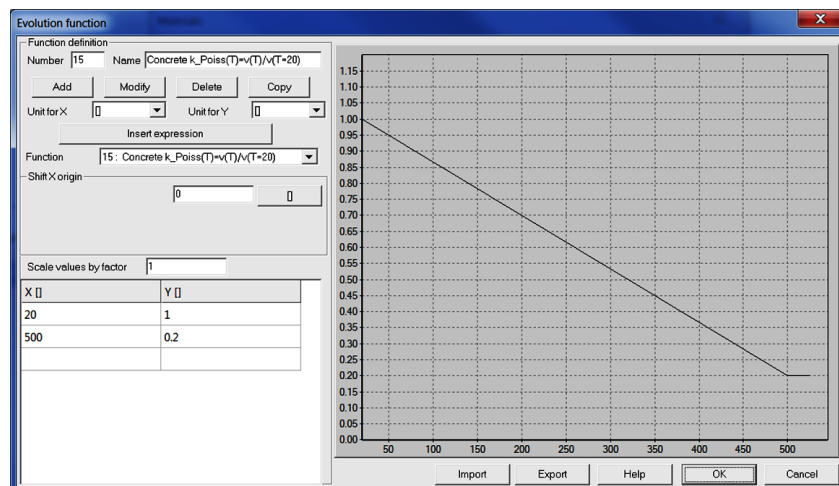 Evolution function
Function definition
Number 15 Name Concrete k_Poiss(T)=v(T)/v(T=20)
Add Modify Delete Copy
Unit for X [] Unit for Y []
Insert expression
Function 15 : Concrete k_Poiss(T)=v(T)/v(T=20)
Shift X origin
0 []
Scale values by factor 1
X [] Y []
20 1
500 0.2
1.15
1.10
1.05
1.00
0.95
0.90
0.85
0.80
0.75
0.70
0.65
0.60
0.55
0.50
0.45
0.40
0.35
0.30
0.25
0.20
0.15
0.10
0.05
0.00
50 100 150 200 250 300 350 400 450 500
Import Export Help OK Cancel